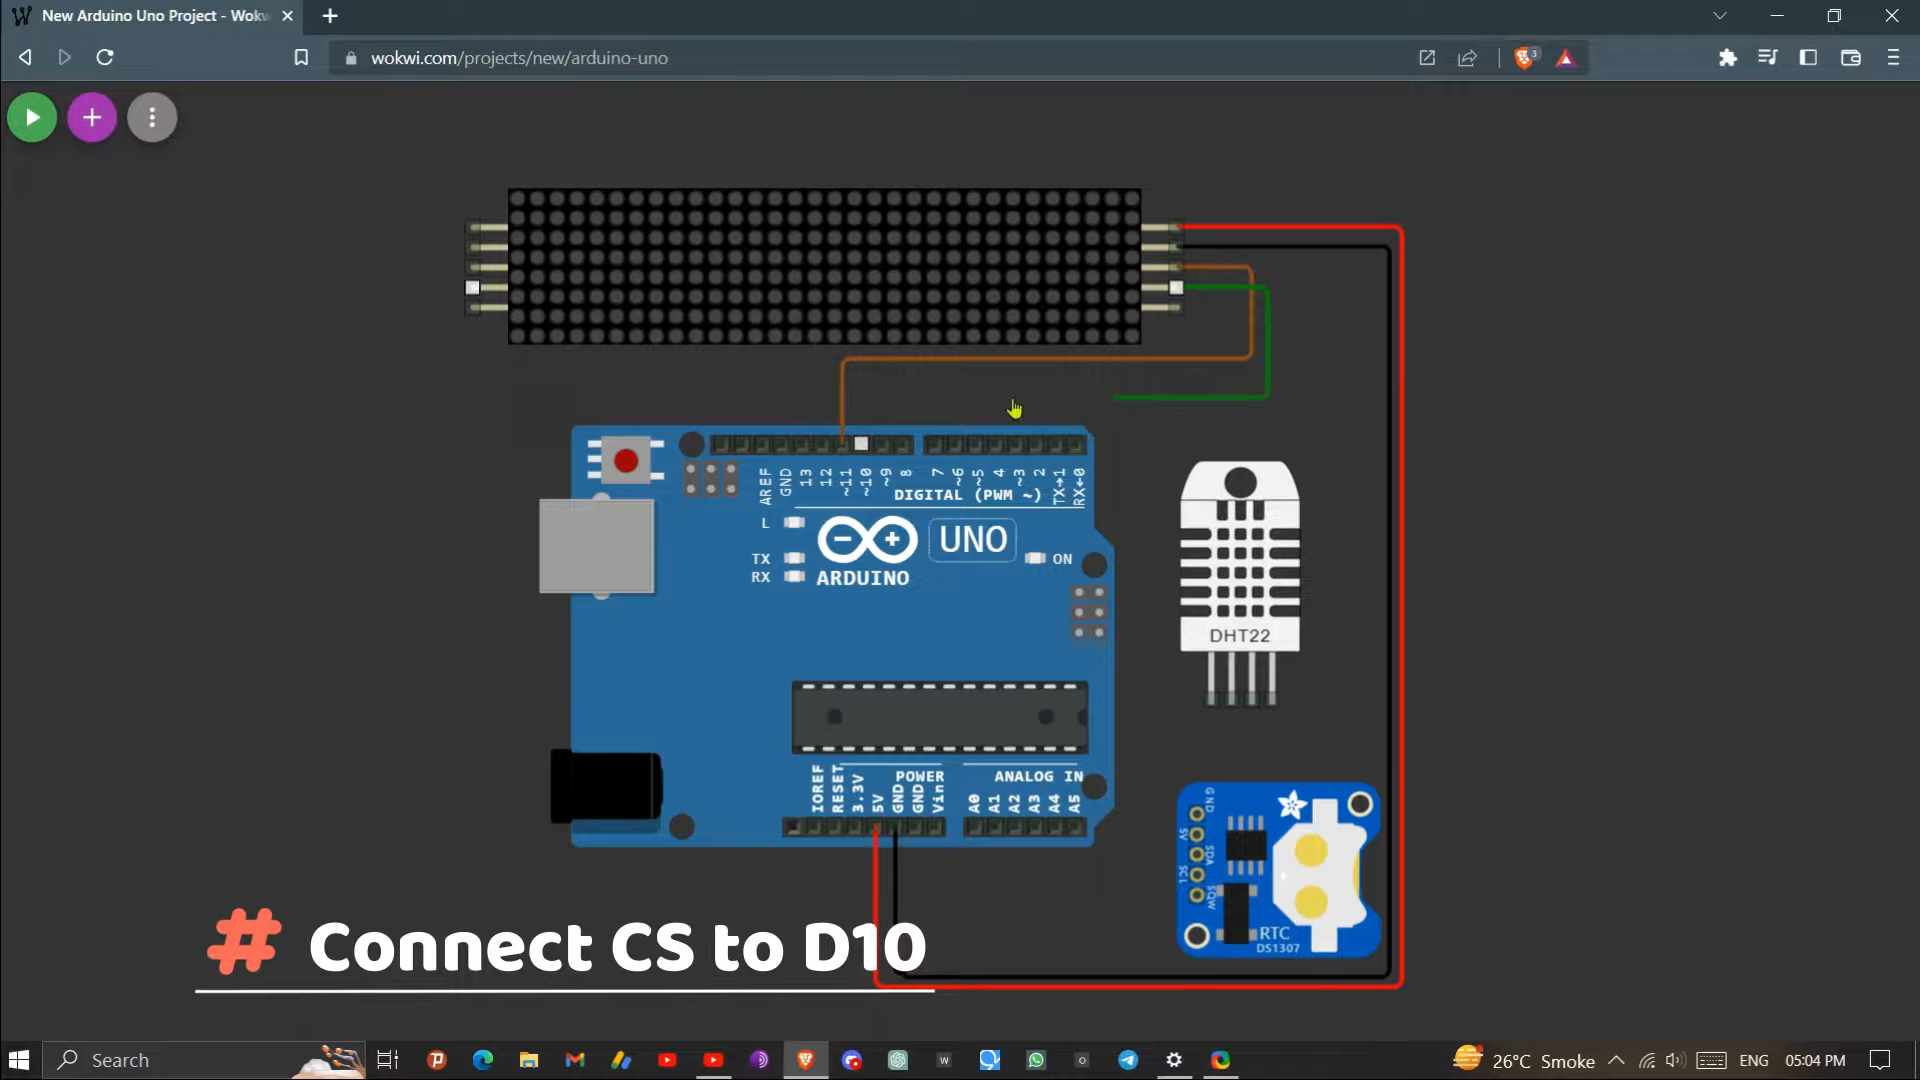 New Arduino Uno Project - Wokw
wokwi.com/projects/new/arduino-uno
3
AREF
GND
13
12
~11
~10
~9
8
7
~6
~5
4
~3
2
TX→1
RX←0
DIGITAL (PWM ~)
L
TX
RX
UNO
ON
ARDUINO
DHT22
IOREF
RESET
3.3V
5V
GND
GND
Vin
POWER
ANALOG IN
A0
A1
A2
A3
A4
A5
GND
5V
SDA
SCL
SQW
RTC
DS1307
# Connect CS to D10
Search
26°C Smoke
ENG
05:04 PM